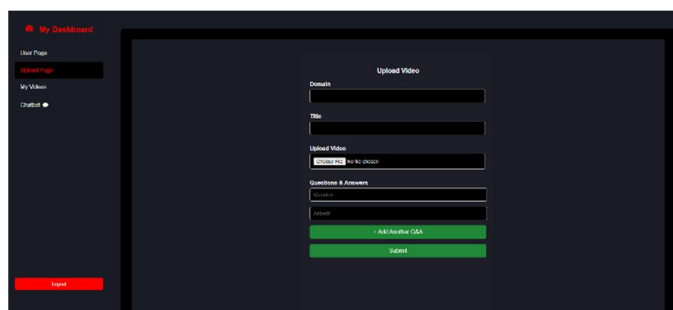 My Dashboard
User Page
Upload Page
My Videos
Chatbot
Logout
Upload Video
Domain
Title
Upload Video
Choose File No file chosen
Questions & Answers
Question
Answer
+ Add Another Q&A
Submit